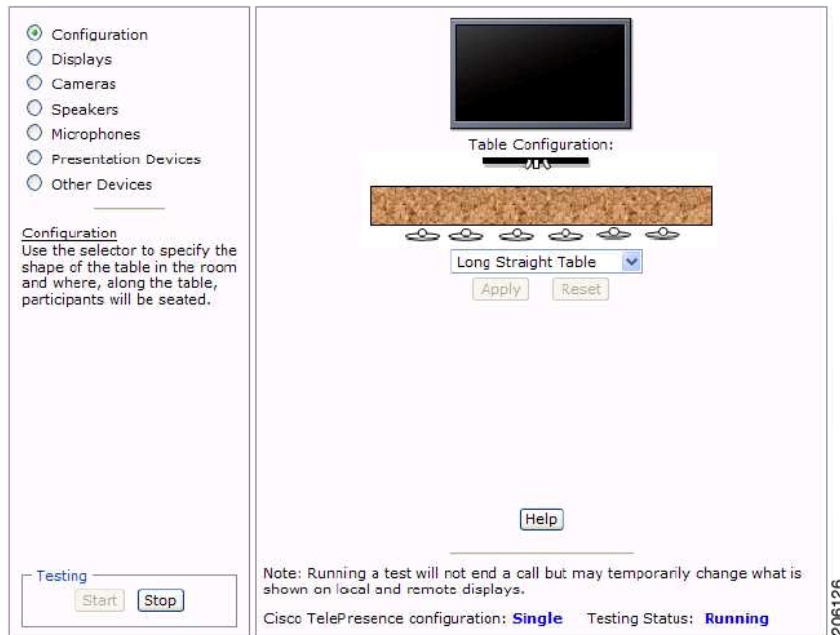 Configuration
Displays
Cameras
Speakers
Microphones
Presentation Devices
Other Devices
Configuration
Use the selector to specify the
shape of the table in the room
and where, along the table,
participants will be seated.
Testing
Start Stop
Table Configuration:
Long Straight Table
Apply Reset
Help
Note: Running a test will not end a call but may temporarily change what is
shown on local and remote displays.
Cisco TelePresence configuration: Single Testing Status: Running
206126